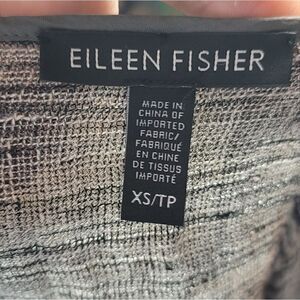 EILEEN FISHER
MADE IN
CHINA OF
IMPORTED
FABRIC/
FABRIQUÉ
EN CHINE
DE TISSUS
IMPORTÉ
XS/TP